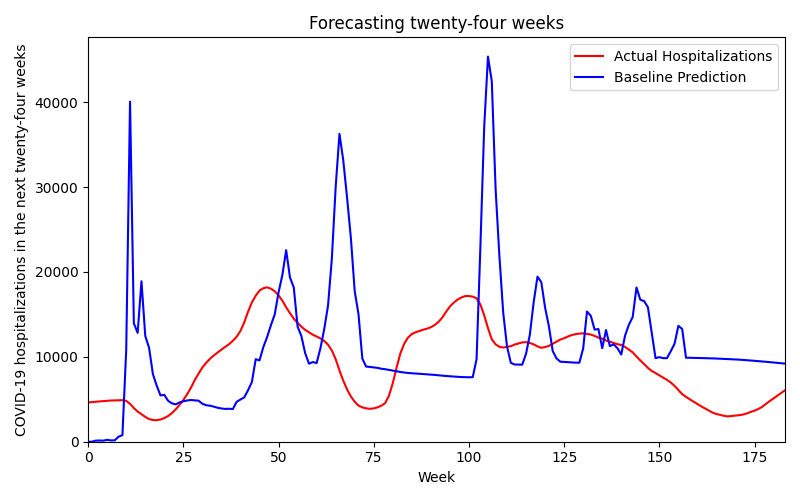 Forecasting twenty-four weeks
COVID-19 hospitalizations in the next twenty-four weeks
40000
30000
20000
10000
0
Actual Hospitalizations
Baseline Prediction
0 25 50 75 100 125 150 175
Week